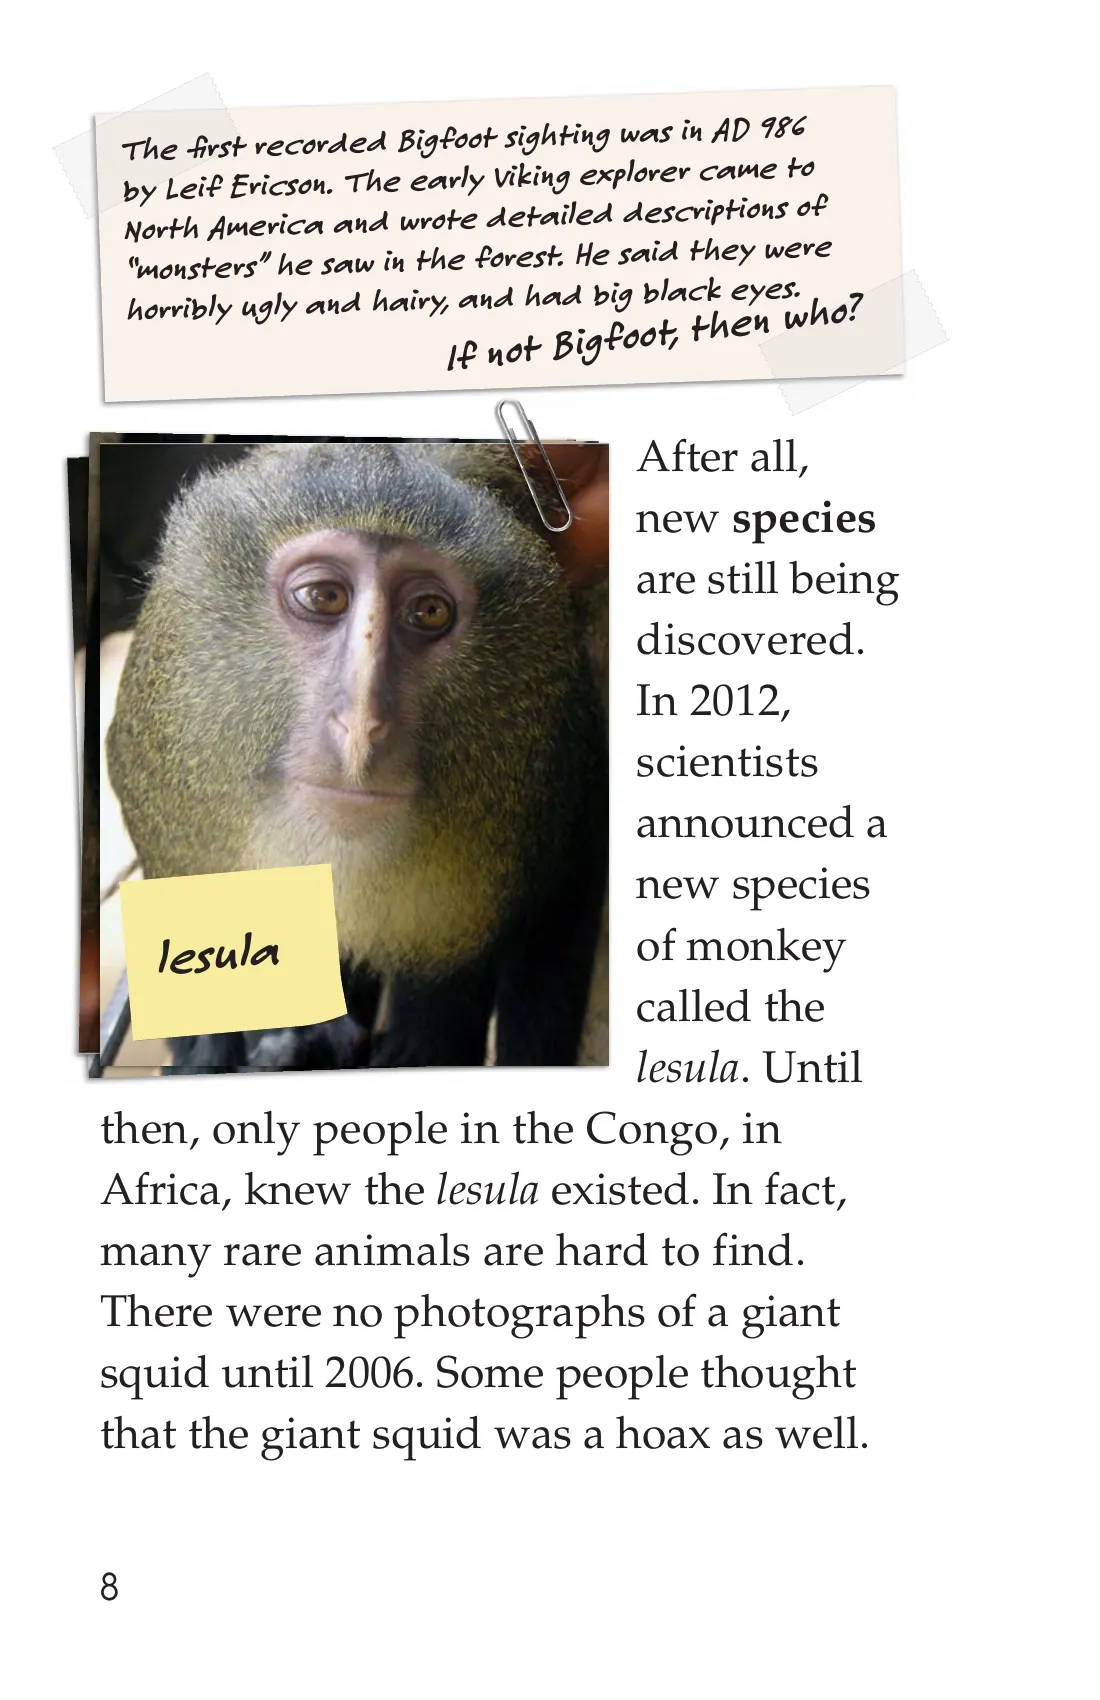 The first recorded Bigfoot sighting was in AD 986
by Leif Ericson. The early Viking explorer came to
North America and wrote detailed descriptions of
“monsters” he saw in the forest. He said they were
horribly ugly and hairy, and had big black eyes.
If not Bigfoot, then who?
After all,
new species
are still being
discovered.
In 2012,
scientists
announced a
new species
of monkey
called the
lesula. Until
then, only people in the Congo, in
Africa, knew the lesula existed. In fact,
many rare animals are hard to find.
There were no photographs of a giant
squid until 2006. Some people thought
that the giant squid was a hoax as well.
lesula
8